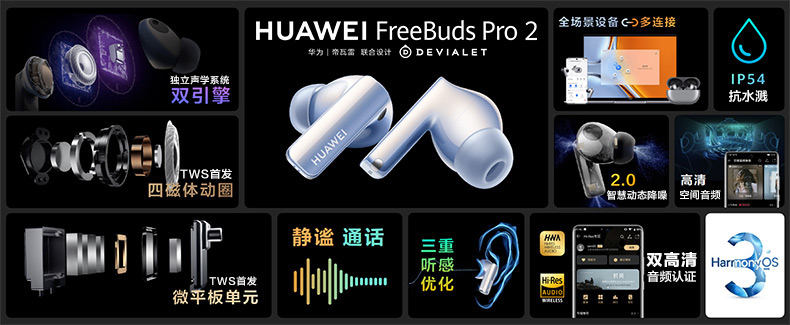 独立声学系统
双引擎
HUAWEI FreeBuds Pro 2
华为 | 帝瓦雷 联合设计 DEVIALET
HUAWEI
全场景设备 多连接
IP54
抗水溅
TWS首发
四磁体动圈
2.0
智慧动态降噪
高清
空间音频
TWS首发
微平板单元
静谧 通话
三重
听感
优化
HWA
HIRES
WIRELESS
AUDIO
Hi-Res
AUDIO
WIRELESS
双高清
音频认证
3
HarmonyOS